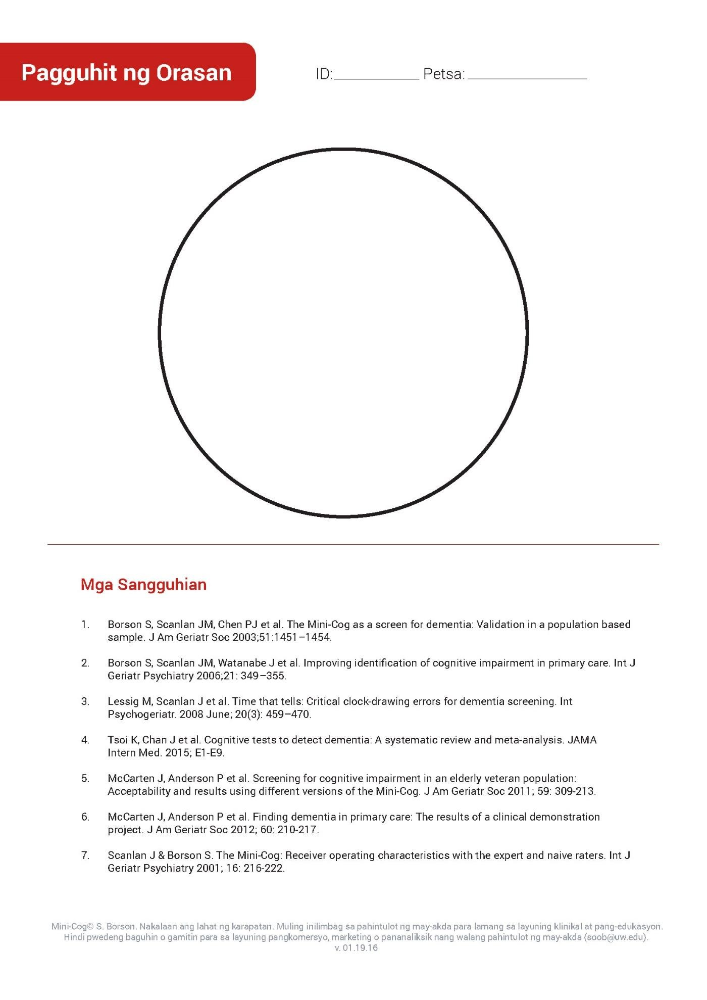 Pagguhit ng Orasan
ID:____________ Petsa:________________
Mga Sangguhian
1. Borson S, Scanlan JM, Chen PJ et al. The Mini-Cog as a screen for dementia: Validation in a population based
sample. J Am Geriatr Soc 2003;51:1451–1454.
2. Borson S, Scanlan JM, Watanabe J et al. Improving identification of cognitive impairment in primary care. Int J
Geriatr Psychiatry 2006;21: 349–355.
3. Lessig M, Scanlan J et al. Time that tells: Critical clock-drawing errors for dementia screening. Int
Psychogeriatr. 2008 June; 20(3): 459–470.
4. Tsoi K, Chan J et al. Cognitive tests to detect dementia: A systematic review and meta-analysis. JAMA
Intern Med. 2015; E1-E9.
5. McCarten J, Anderson P et al. Screening for cognitive impairment in an elderly veteran population:
Acceptability and results using different versions of the Mini-Cog. J Am Geriatr Soc 2011; 59: 309-213.
6. McCarten J, Anderson P et al. Finding dementia in primary care: The results of a clinical demonstration
project. J Am Geriatr Soc 2012; 60: 210-217.
7. Scanlan J & Borson S. The Mini-Cog: Receiver operating characteristics with the expert and naive raters. Int J
Geriatr Psychiatry 2001; 16: 216-222.
Mini-Cog© S. Borson. Nakalaan ang lahat ng karapatan. Muling inilimbag sa pahintulot ng may-akda para lamang sa layuning klinikal at pang-edukasyon.
Hindi pwedeng baguhin o gamitin para sa layuning pangkomersyo, marketing o pananaliksik nang walang pahintulot ng may-akda (soob@uw.edu).
v. 01.19.16